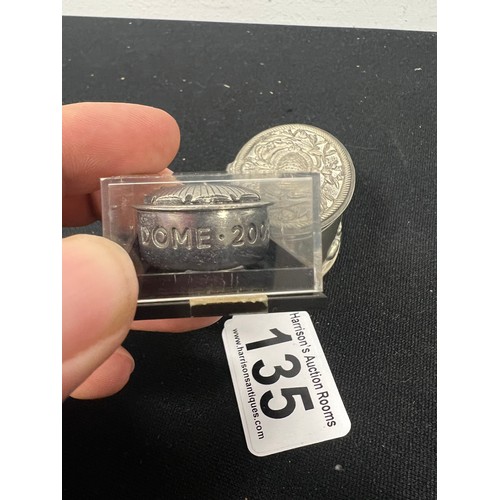 DOME · 200
135
Harrison's Auction Rooms
www.harrisonsantiques.com